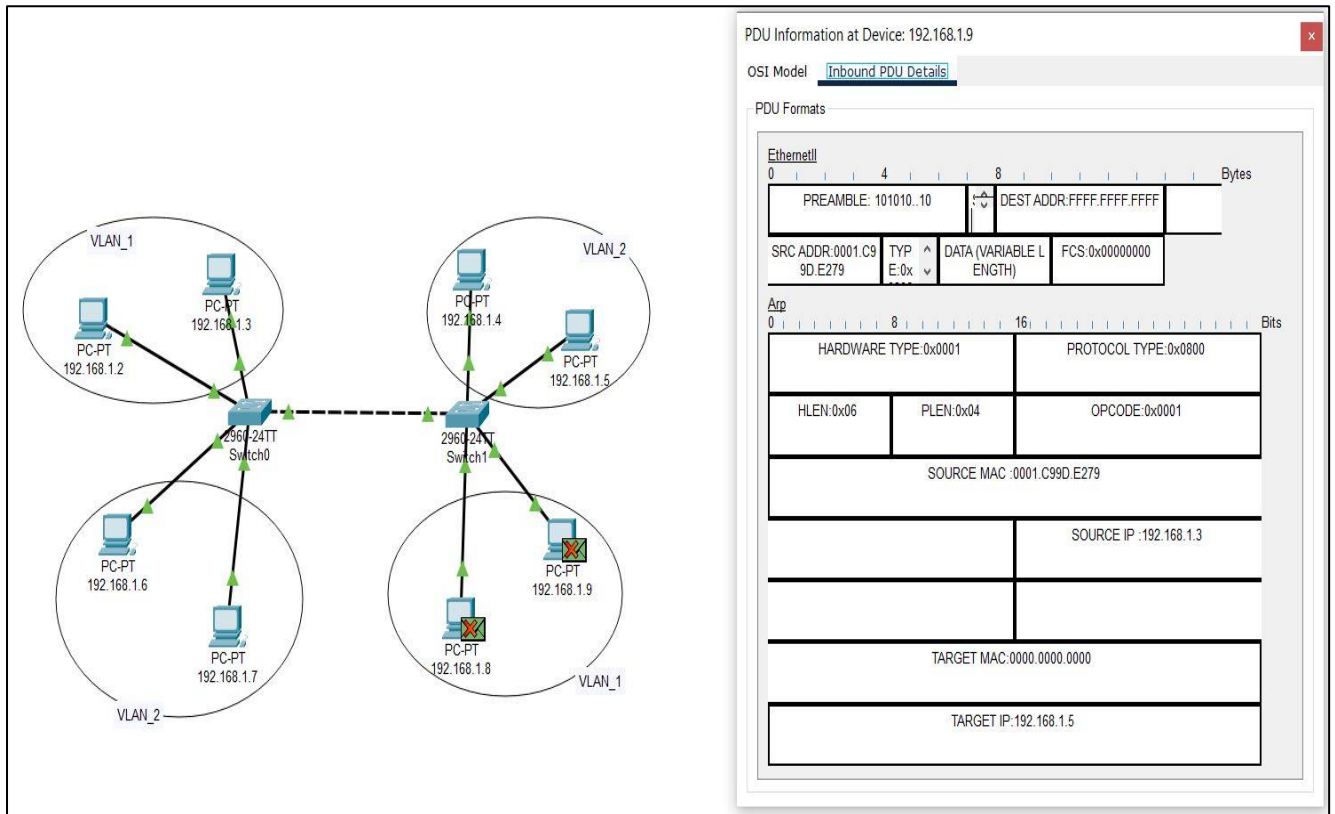 VLAN_1
PC-PT
192.168.1.3
PC-PT
192.168.1.2
2960-24TT
Switch0
PC-PT
192.168.1.6
PC-PT
192.168.1.7
VLAN_2
VLAN_2
PC-PT
192.168.1.4
PC-PT
192.168.1.5
2960-24TT
Switch1
PC-PT
192.168.1.9
PC-PT
192.168.1.8
VLAN_1
PDU Information at Device: 192.168.1.9
x
OSI Model Inbound PDU Details
PDU Formats
EthernetII
0 4 8 Bytes
PREAMBLE: 101010..10
DEST ADDR:FFFF.FFFF.FFFF
SRC ADDR:0001.C9
9D.E279
TYP
E:0x
DATA (VARIABLE L
ENGTH)
FCS:0x00000000
Arp
0 8 16 Bits
HARDWARE TYPE:0x0001 PROTOCOL TYPE:0x0800
HLEN:0x06 PLEN:0x04 OPCODE:0x0001
SOURCE MAC :0001.C99D.E279
SOURCE IP :192.168.1.3
TARGET MAC:0000.0000.0000
TARGET IP:192.168.1.5